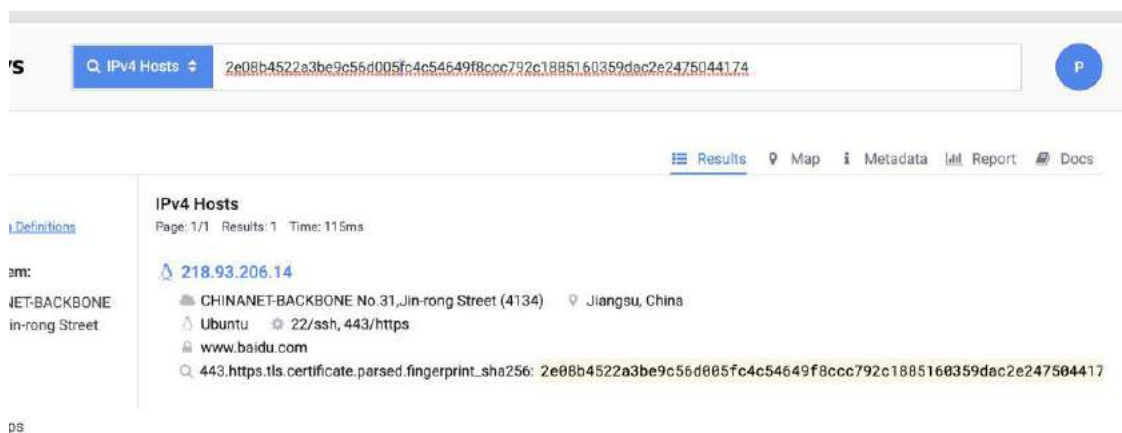 ys
IPv4 Hosts
2e08b4522a3be9c56d005fc4c54649f8ccc792c1885160359dac2e2475044174
P
Results Map Metadata Report Docs
IPv4 Hosts
Page: 1/1 Results: 1 Time: 115ms
Definitions
em:
NET-BACKBONE
in-rong Street
218.93.206.14
CHINANET-BACKBONE No.31,Jin-rong Street (4134) Jiangsu, China
Ubuntu 22/ssh, 443/https
www.baidu.com
443.https.tls.certificate.parsed.fingerprint_sha256: 2e08b4522a3be9c56d005fc4c54649f8ccc792c1885160359dac2e247504417
ps